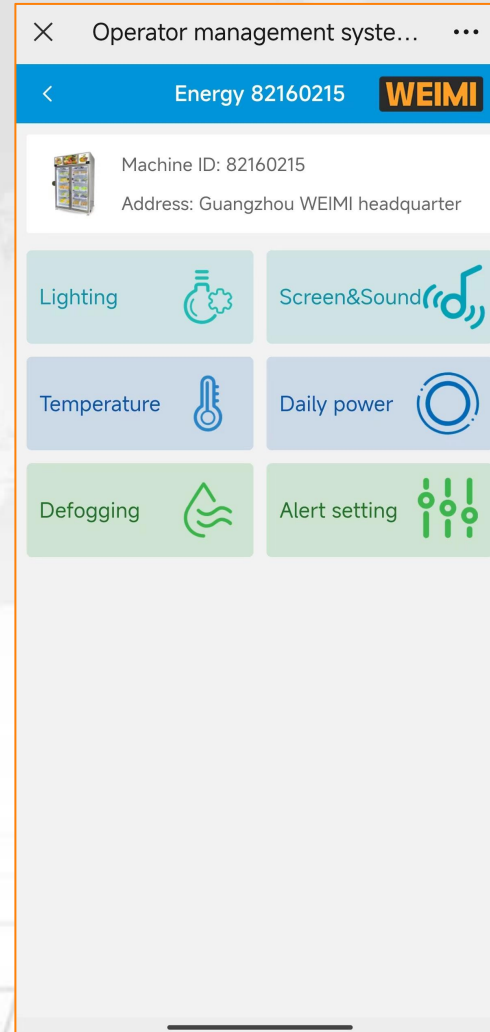 Operator management syste...
Energy 82160215
WEIMI
Machine ID: 82160215
Address: Guangzhou WEIMI headquarter
Lighting
Screen&Sound
Temperature
Daily power
Defogging
Alert setting